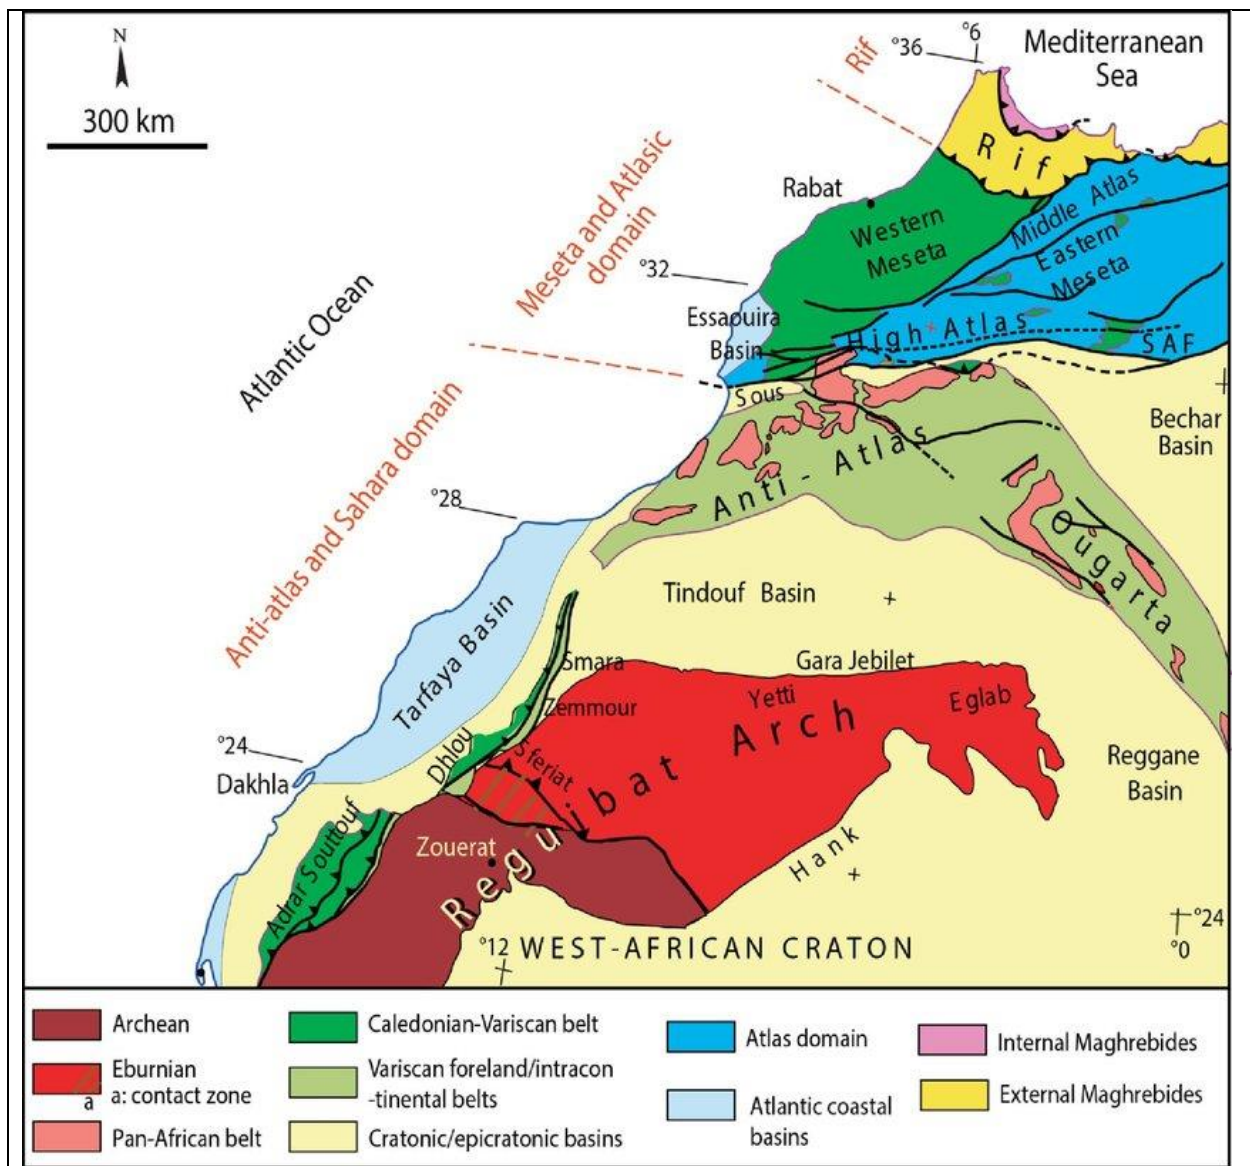 N
300 km
Mediterranean
Sea
°36
°6
Rif
Rif
Rabat
Middle Atlas
Western
Meseta
Eastern
Meseta
Meseta and Atlasic
domain
°32
Essaouira
Basin
High Atlas
SAF
Atlantic Ocean
Sous
Bechar
Basin
Anti-atlas and Sahara domain
Anti - Atlas
°28
Ougarta
Tindouf Basin
Tarfaya Basin
Smara
Gara Jebilet
Zemmour
Yetti
Eglab
Dhlou
Sferiat
Reguibat Arch
°24
Dakhla
Reggane
Basin
Adrar Souttouf
Zouerat
Hank
°24
°0
°12
WEST-AFRICAN CRATON
Archean
Eburnian
a
a: contact zone
Pan-African belt
Caledonian-Variscan belt
Variscan foreland/intracon
-tinental belts
Cratonic/epicratonic basins
Atlas domain
Atlantic coastal
basins
Internal Maghrebides
External Maghrebides